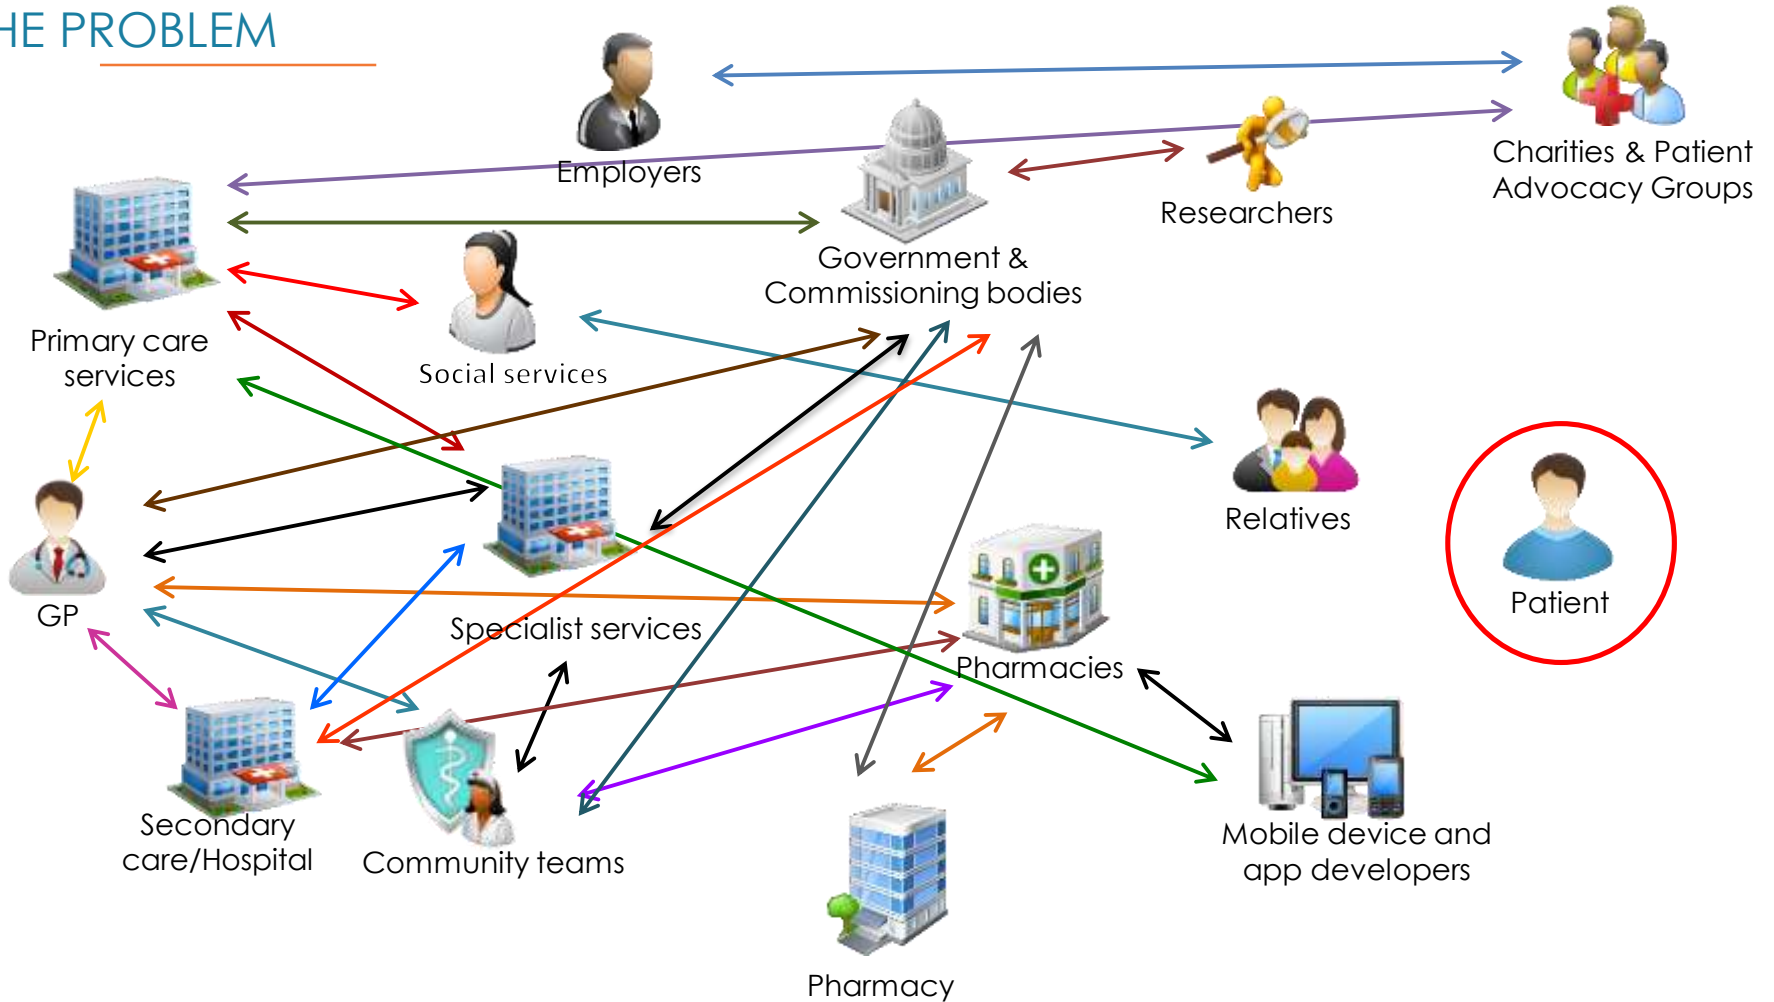 HE PROBLEM
Employers
Charities & Patient
Advocacy Groups
Researchers
Government &
Commissioning bodies
Primary care
services
Social services
Relatives
Patient
GP
Specialist services
Pharmacies
Secondary
care/Hospital
Community teams
Mobile device and
app developers
Pharmacy